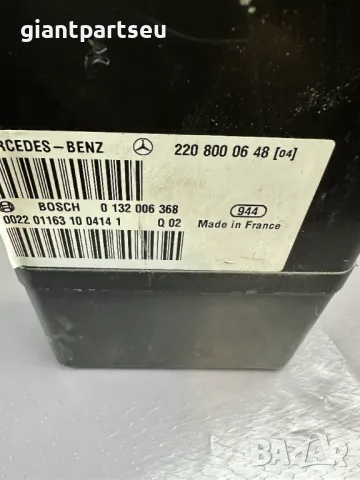 giantpartseu
RCEDES-BENZ 220 800 06 48 [04]
BOSCH 0 132 006 368 944
0022 01163 10 0414 1 Q 02 Made in France
BAZAR